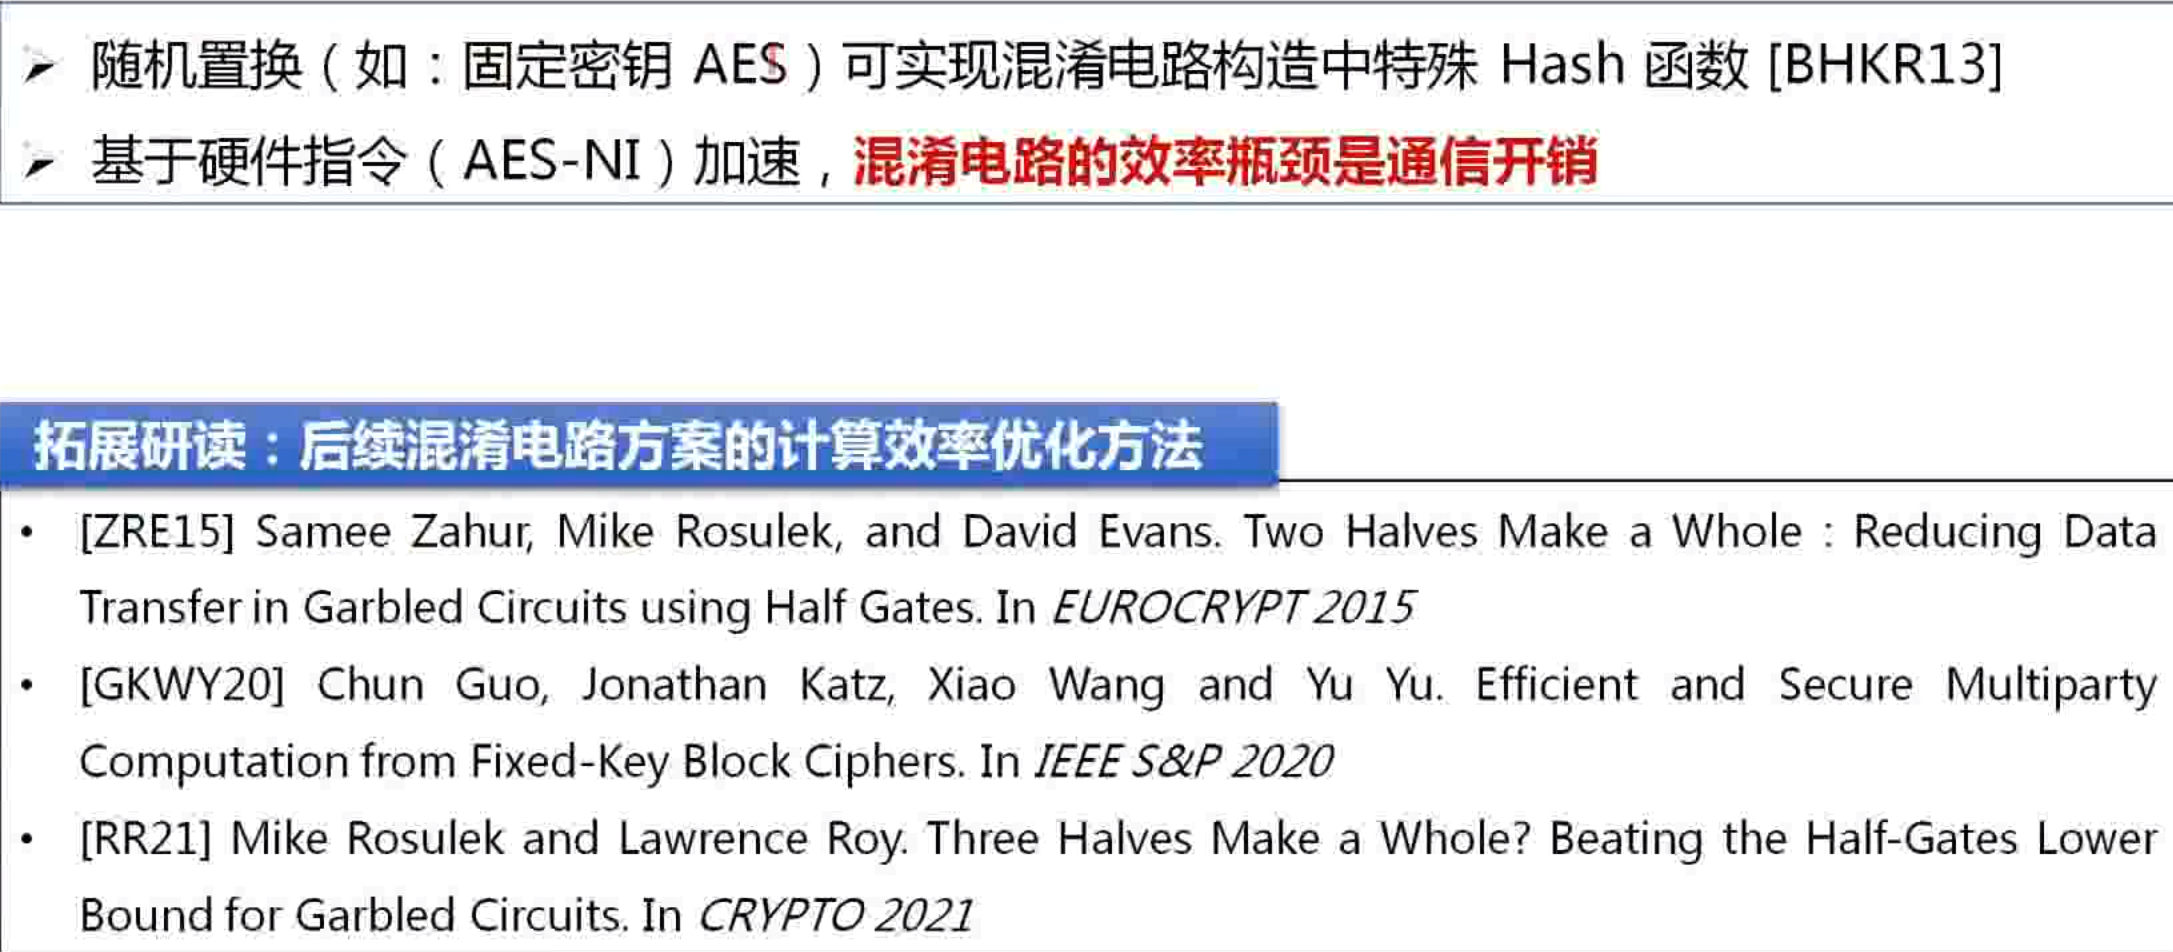 ➢ 随机置换（如：固定密钥 AES）可实现混淆电路构造中特殊 Hash 函数 [BHKR13]
➢ 基于硬件指令（AES-NI）加速，混淆电路的效率瓶颈是通信开销
拓展研读：后续混淆电路方案的计算效率优化方法
• [ZRE15] Samee Zahur, Mike Rosulek, and David Evans. Two Halves Make a Whole : Reducing Data
Transfer in Garbled Circuits using Half Gates. In EUROCRYPT 2015
• [GKWY20] Chun Guo, Jonathan Katz, Xiao Wang and Yu Yu. Efficient and Secure Multiparty
Computation from Fixed-Key Block Ciphers. In IEEE S&P 2020
• [RR21] Mike Rosulek and Lawrence Roy. Three Halves Make a Whole? Beating the Half-Gates Lower
Bound for Garbled Circuits. In CRYPTO 2021